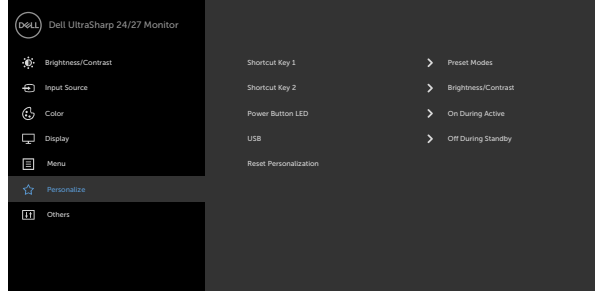 DELL Dell UltraSharp 24/27 Monitor
Brightness/Contrast Shortcut Key 1 Preset Modes
Input Source Shortcut Key 2 Brightness/Contrast
Color Power Button LED On During Active
Display USB Off During Standby
Menu Reset Personalization
Personalize
Others